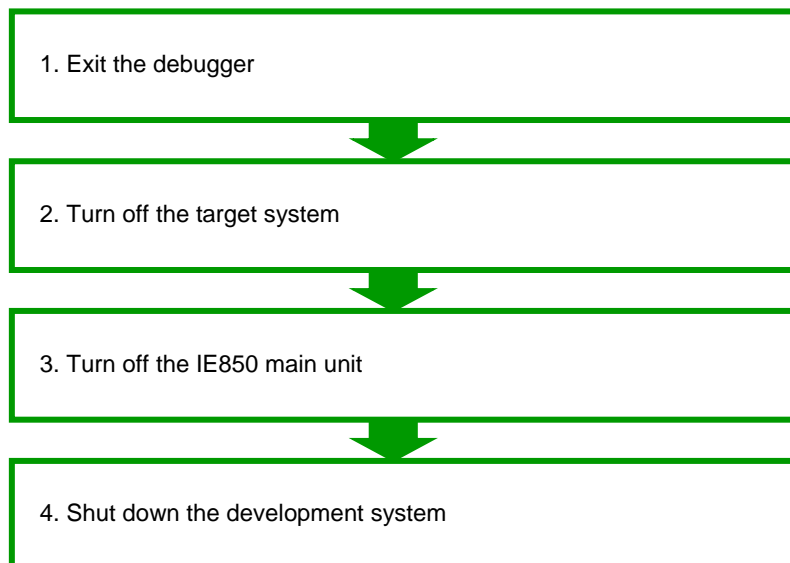 1. Exit the debugger
2. Turn off the target system
3. Turn off the IE850 main unit
4. Shut down the development system